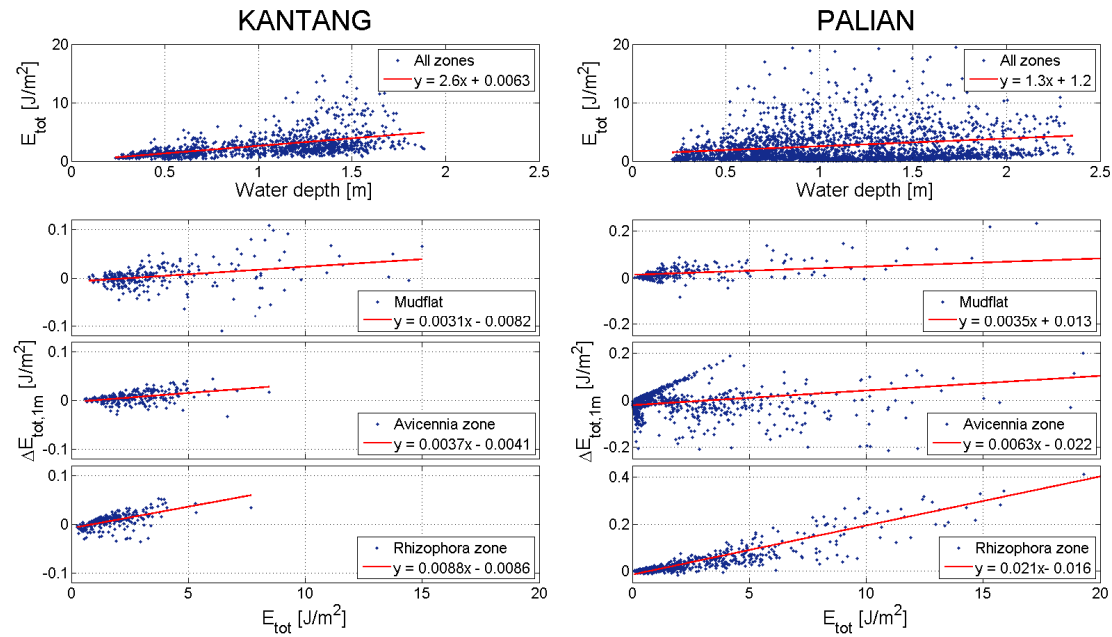 KANTANG
PALIAN
20
10
0
E_tot [J/m²]
All zones
y = 2.6x + 0.0063
0 0.5 1 1.5 2 2.5
Water depth [m]
20
10
0
E_tot [J/m²]
All zones
y = 1.3x + 1.2
0 0.5 1 1.5 2 2.5
Water depth [m]
ΔE_tot,1m [J/m²]
0.1
0
-0.1
Mudflat
y = 0.0031x - 0.0082
0.1
0
-0.1
Avicennia zone
y = 0.0037x - 0.0041
0.1
0
-0.1
Rhizophora zone
y = 0.0088x - 0.0086
0 5 10 15 20
E_tot [J/m²]
ΔE_tot,1m [J/m²]
0.2
0
-0.2
Mudflat
y = 0.0035x + 0.013
0.2
0
-0.2
Avicennia zone
y = 0.0063x - 0.022
0.4
0.2
0
Rhizophora zone
y = 0.021x- 0.016
0 5 10 15 20
E_tot [J/m²]